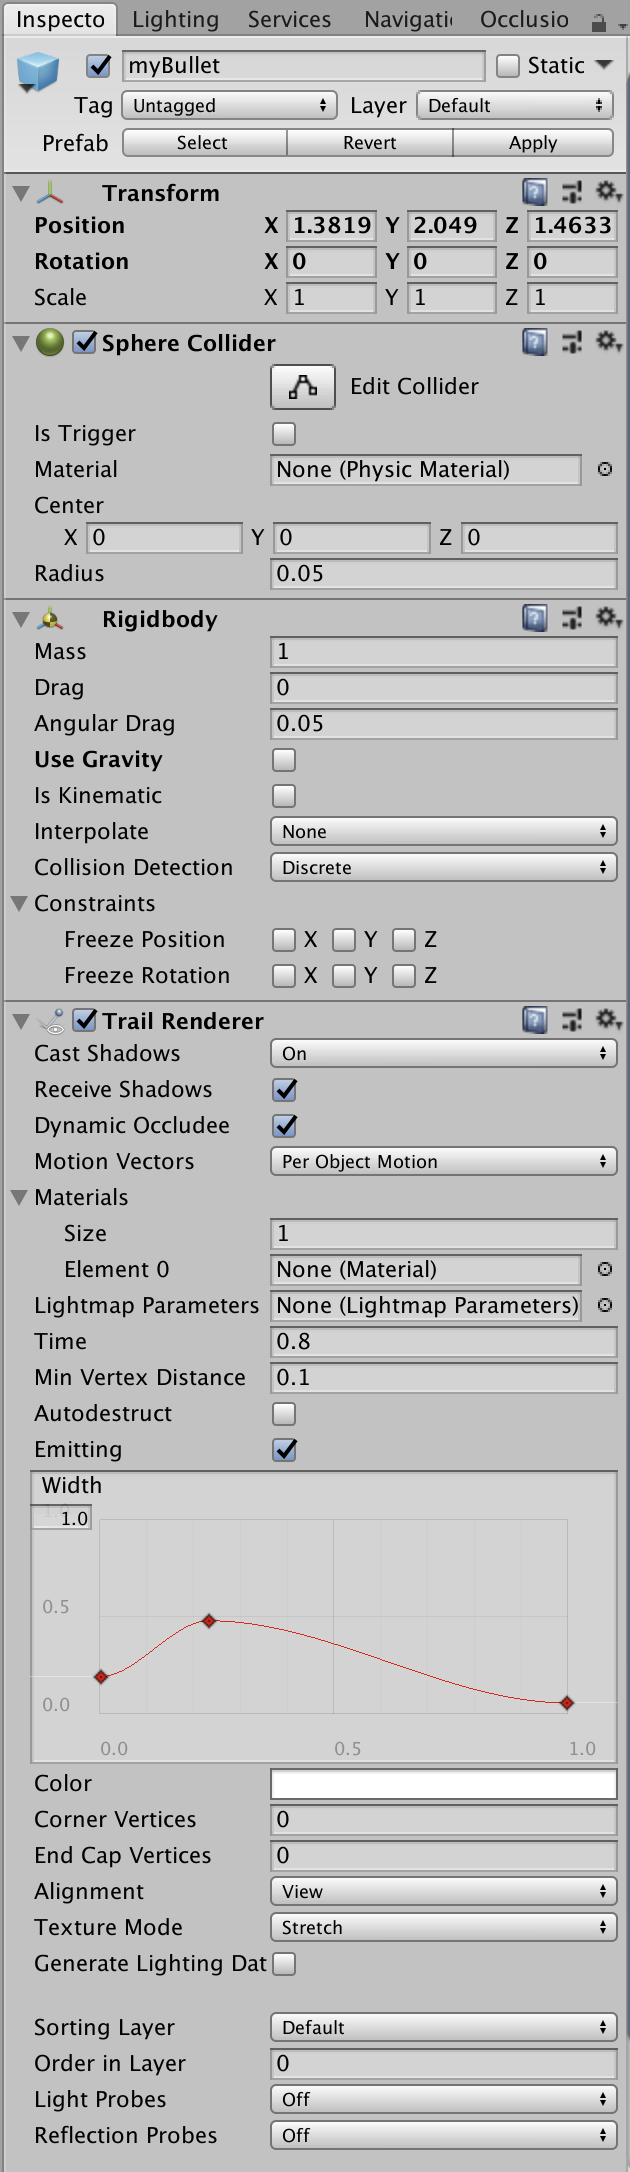 Inspecto Lighting Services Navigati Occlusio
myBullet Static
Tag Untagged Layer Default
Prefab Select Revert Apply
Transform
Position X 1.3819 Y 2.049 Z 1.4633
Rotation X 0 Y 0 Z 0
Scale X 1 Y 1 Z 1
Sphere Collider
Edit Collider
Is Trigger
Material None (Physic Material)
Center
X 0 Y 0 Z 0
Radius 0.05
Rigidbody
Mass 1
Drag 0
Angular Drag 0.05
Use Gravity
Is Kinematic
Interpolate None
Collision Detection Discrete
Constraints
Freeze Position X Y Z
Freeze Rotation X Y Z
Trail Renderer
Cast Shadows On
Receive Shadows
Dynamic Occludee
Motion Vectors Per Object Motion
Materials
Size 1
Element 0 None (Material)
Lightmap Parameters None (Lightmap Parameters)
Time 0.8
Min Vertex Distance 0.1
Autodestruct
Emitting
Width
1.0
0.5
0.0
0.0 0.5 1.0
Color
Corner Vertices 0
End Cap Vertices 0
Alignment View
Texture Mode Stretch
Generate Lighting Dat
Sorting Layer Default
Order in Layer 0
Light Probes Off
Reflection Probes Off